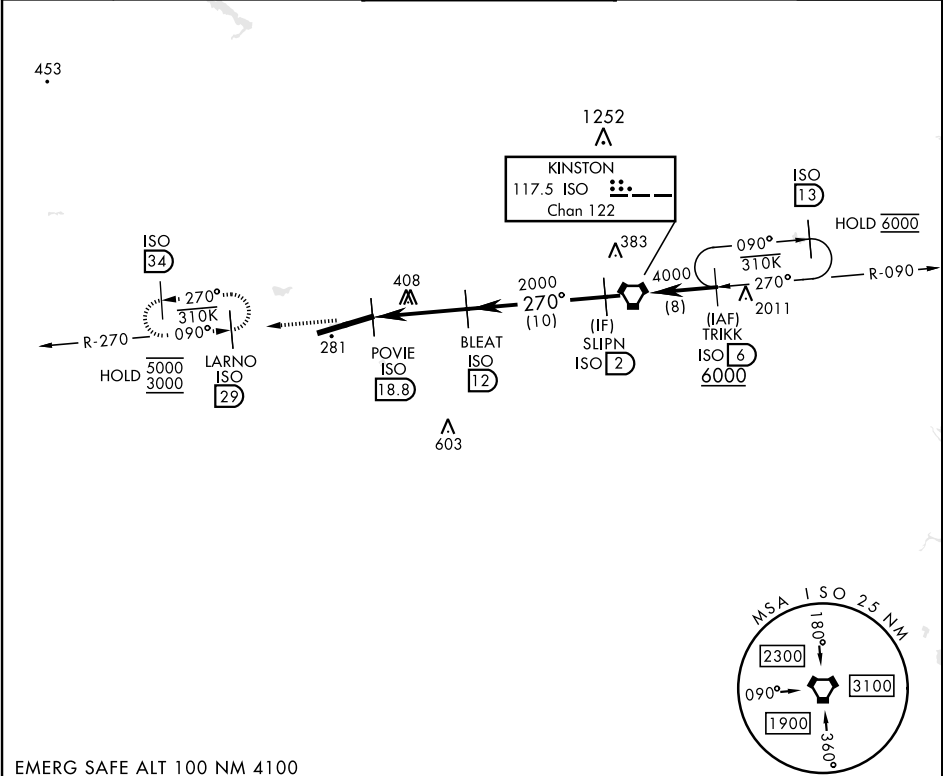 453
1252
KINSTON
117.5 ISO
Chan 122
ISO
13
HOLD 6000
090°
310K
270°
R-090
383
ISO
34
408
2000
270°
(10)
4000
(8)
2011
270°
310K
090°
R-270
281
(IF)
SLIPN
ISO 2
(IAF)
TRIKK
ISO 6
6000
POVIE
ISO
18.8
BLEAT
ISO
12
LARNO
ISO
29
HOLD 5000
3000
603
MSA ISO 25 NM
180°
2300
090°
3100
1900
360°
EMERG SAFE ALT 100 NM 4100